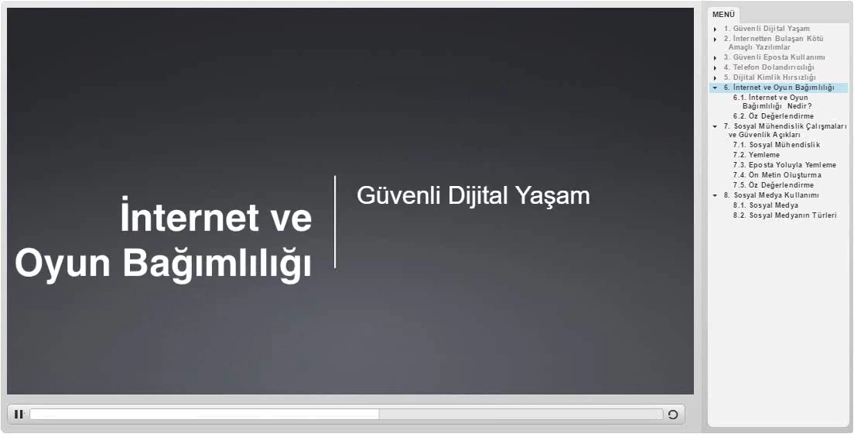 İnternet ve
Oyun Bağımlılığı
Güvenli Dijital Yaşam
MENÜ
1. Güvenli Dijital Yaşam
2. İnternetten Bulaşan Kötü
Amaçlı Yazılımlar
3. Güvenli Eposta Kullanımı
4. Telefon Dolandırıcılığı
5. Dijital Kimlik Hırsızlığı
6. İnternet ve Oyun Bağımlılığı
6.1. İnternet ve Oyun
Bağımlılığı Nedir?
6.2. Öz Değerlendirme
7. Sosyal Mühendislik Çalışmaları
ve Güvenlik Açıkları
7.1. Sosyal Mühendislik
7.2. Yemleme
7.3. Eposta Yoluyla Yemleme
7.4. Ön Metin Oluşturma
7.5. Öz Değerlendirme
8. Sosyal Medya Kullanımı
8.1. Sosyal Medya
8.2. Sosyal Medyanın Türleri